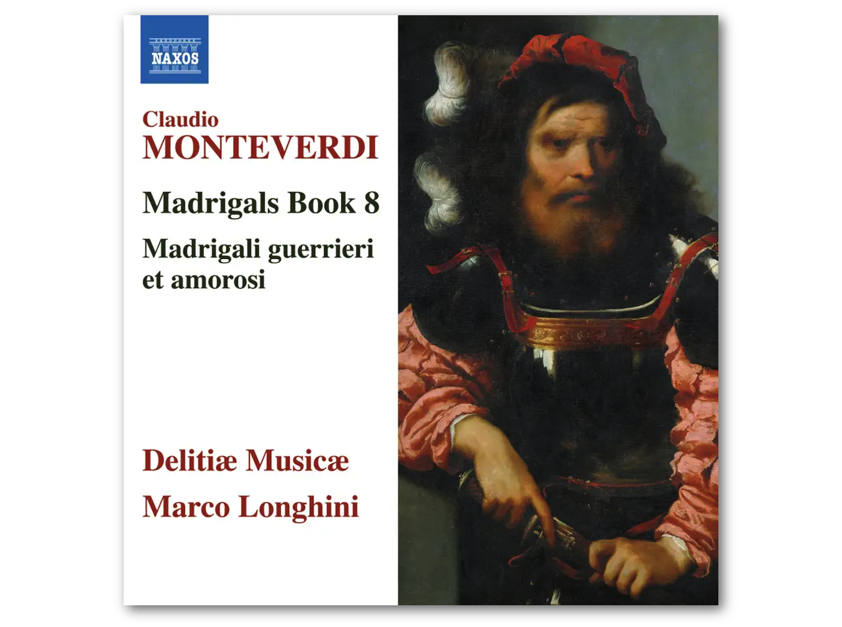 NAXOS
Claudio
MONTEVERDI
Madrigals Book 8
Madrigali guerrieri
et amorosi
Delitiæ Musicæ
Marco Longhini